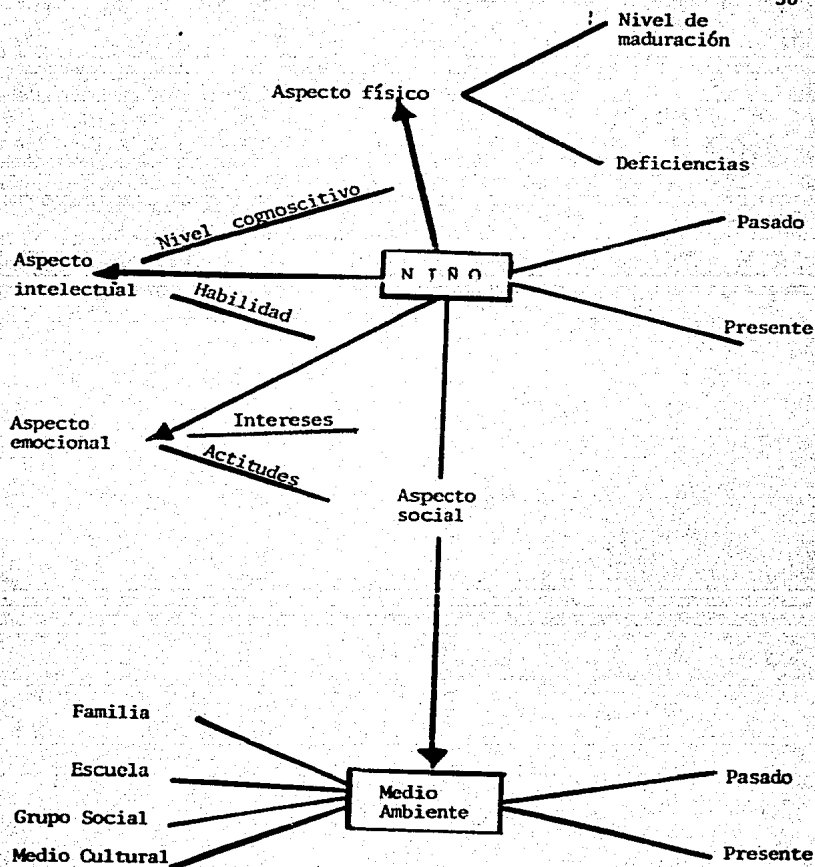 Nivel de
maduración
Aspecto físico
Deficiencias
Nivel cognoscitivo
Pasado
Aspecto
intelectual
NIÑO
Habilidad
Presente
Aspecto
emocional
Intereses
Actitudes
Aspecto
social
Familia
Escuela
Medio
Ambiente
Pasado
Grupo Social
Medio Cultural
Presente